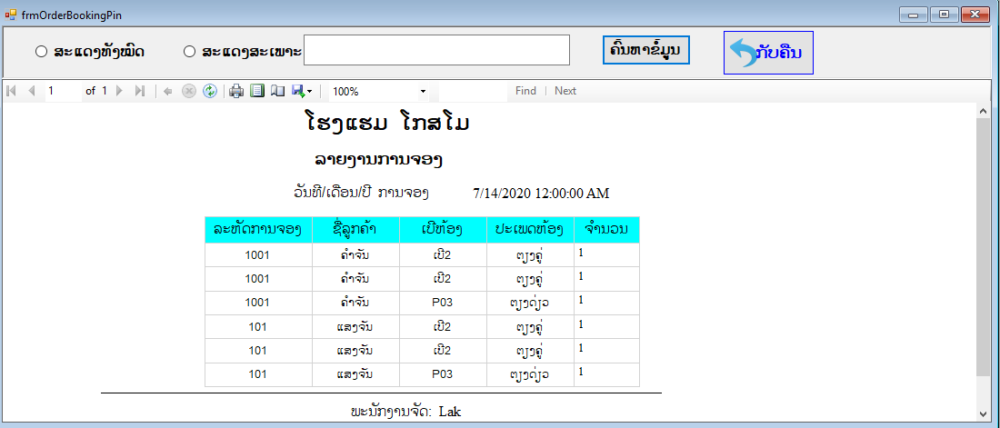 frmOrderBookingPin
ສະແດງທັງໝົດ ສະແດງສະເພາະ ຄົ້ນຫາຂໍ້ມູນ ກັບຄືນ
1 of 1 100% Find | Next
ໂຮງແຮມ ໂກສໂມ
ລາຍງານການຈອງ
ວັນທີ/ເດືອນ/ປີ ການຈອງ 7/14/2020 12:00:00 AM
ລະຫັດການຈອງ ຊື່ລູກຄ້າ ເບີຫ້ອງ ປະເພດຫ້ອງ ຈຳນວນ
1001 ຄຳຈັນ ເບີ2 ຕຽງຄູ່ 1
1001 ຄຳຈັນ ເບີ2 ຕຽງຄູ່ 1
1001 ຄຳຈັນ P03 ຕຽງດ່ຽວ 1
101 ແສງຈັນ ເບີ2 ຕຽງຄູ່ 1
101 ແສງຈັນ ເບີ2 ຕຽງຄູ່ 1
101 ແສງຈັນ P03 ຕຽງດ່ຽວ 1
ພະນັກງານຈັດ: Lak